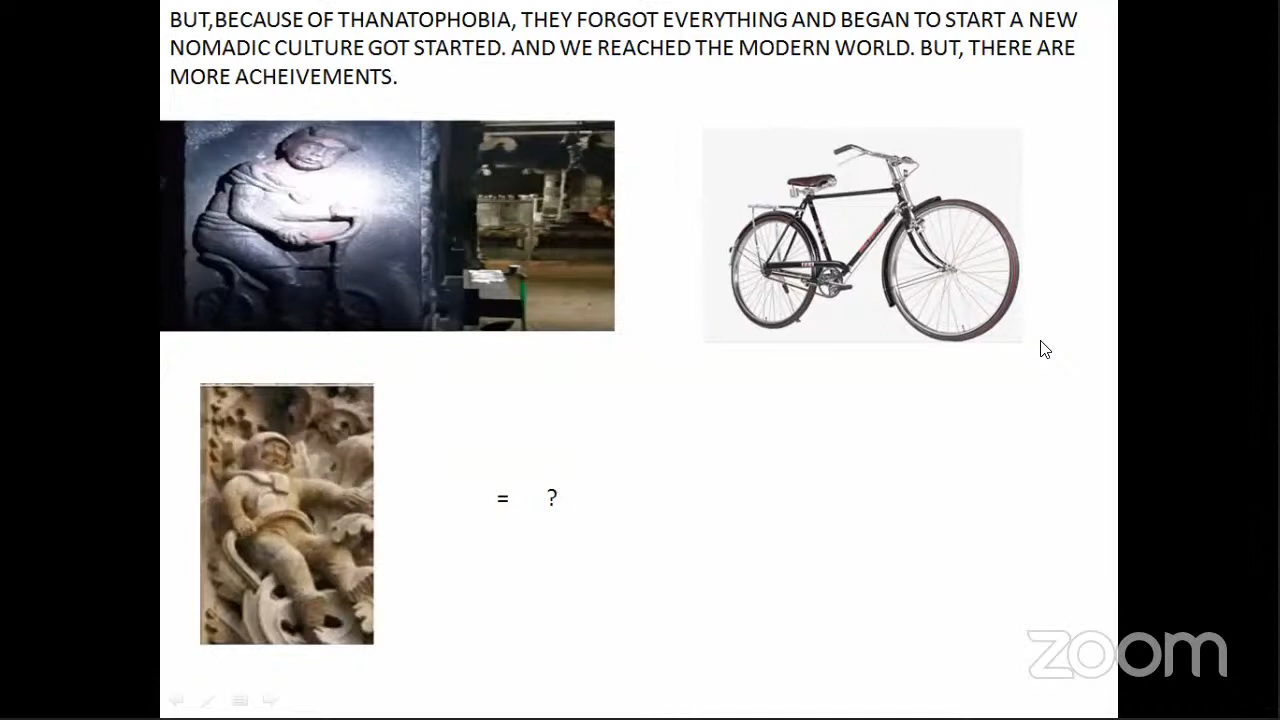 BUT,BECAUSE OF THANATOPHOBIA, THEY FORGOT EVERYTHING AND BEGAN TO START A NEW
NOMADIC CULTURE GOT STARTED. AND WE REACHED THE MODERN WORLD. BUT, THERE ARE
MORE ACHEIVEMENTS.
= ?
zoom